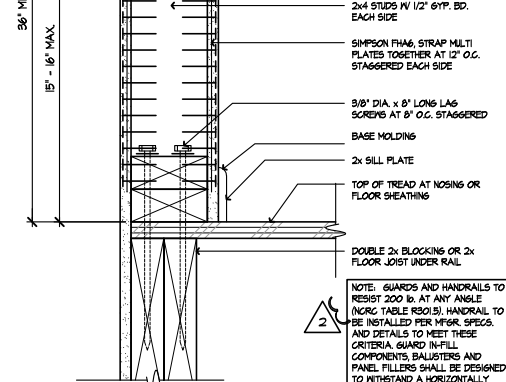 2x4 STUDS W/ 1/2" GYP. BD.
EACH SIDE
SIMPSON FHA6, STRAP MULTI
PLATES TOGETHER AT 12" O.C.
STAGGERED EACH SIDE
3/8" DIA. x 8" LONG LAG
SCREWS AT 8" O.C. STAGGERED
BASE MOLDING
2x SILL PLATE
TOP OF TREAD AT NOSING OR
FLOOR SHEATHING
DOUBLE 2x BLOCKING OR 2x
FLOOR JOIST UNDER RAIL
36"
15" - 16" MAX.
2
NOTE: GUARDS AND HANDRAILS TO
RESIST 200 lb. AT ANY ANGLE
(NCRC TABLE R301.5). HANDRAIL TO
BE INSTALLED PER MFGR. SPECS.
AND DETAILS TO MEET THESE
CRITERIA. GUARD IN-FILL
COMPONENTS, BALUSTERS AND
PANEL FILLERS SHALL BE DESIGNED
TO WITHSTAND A HORIZONTALLY